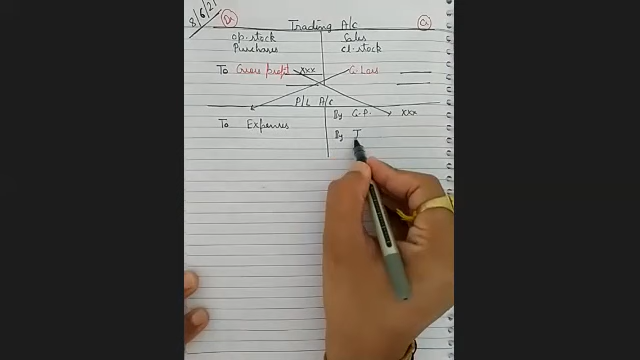 8/6/21
Dr Trading A/C Cr
Op. stock Sales
Purchases cl. stock
To Gross profit xxx G. Loss
P/L A/C
By G.P. xxx
To Expenses
By I